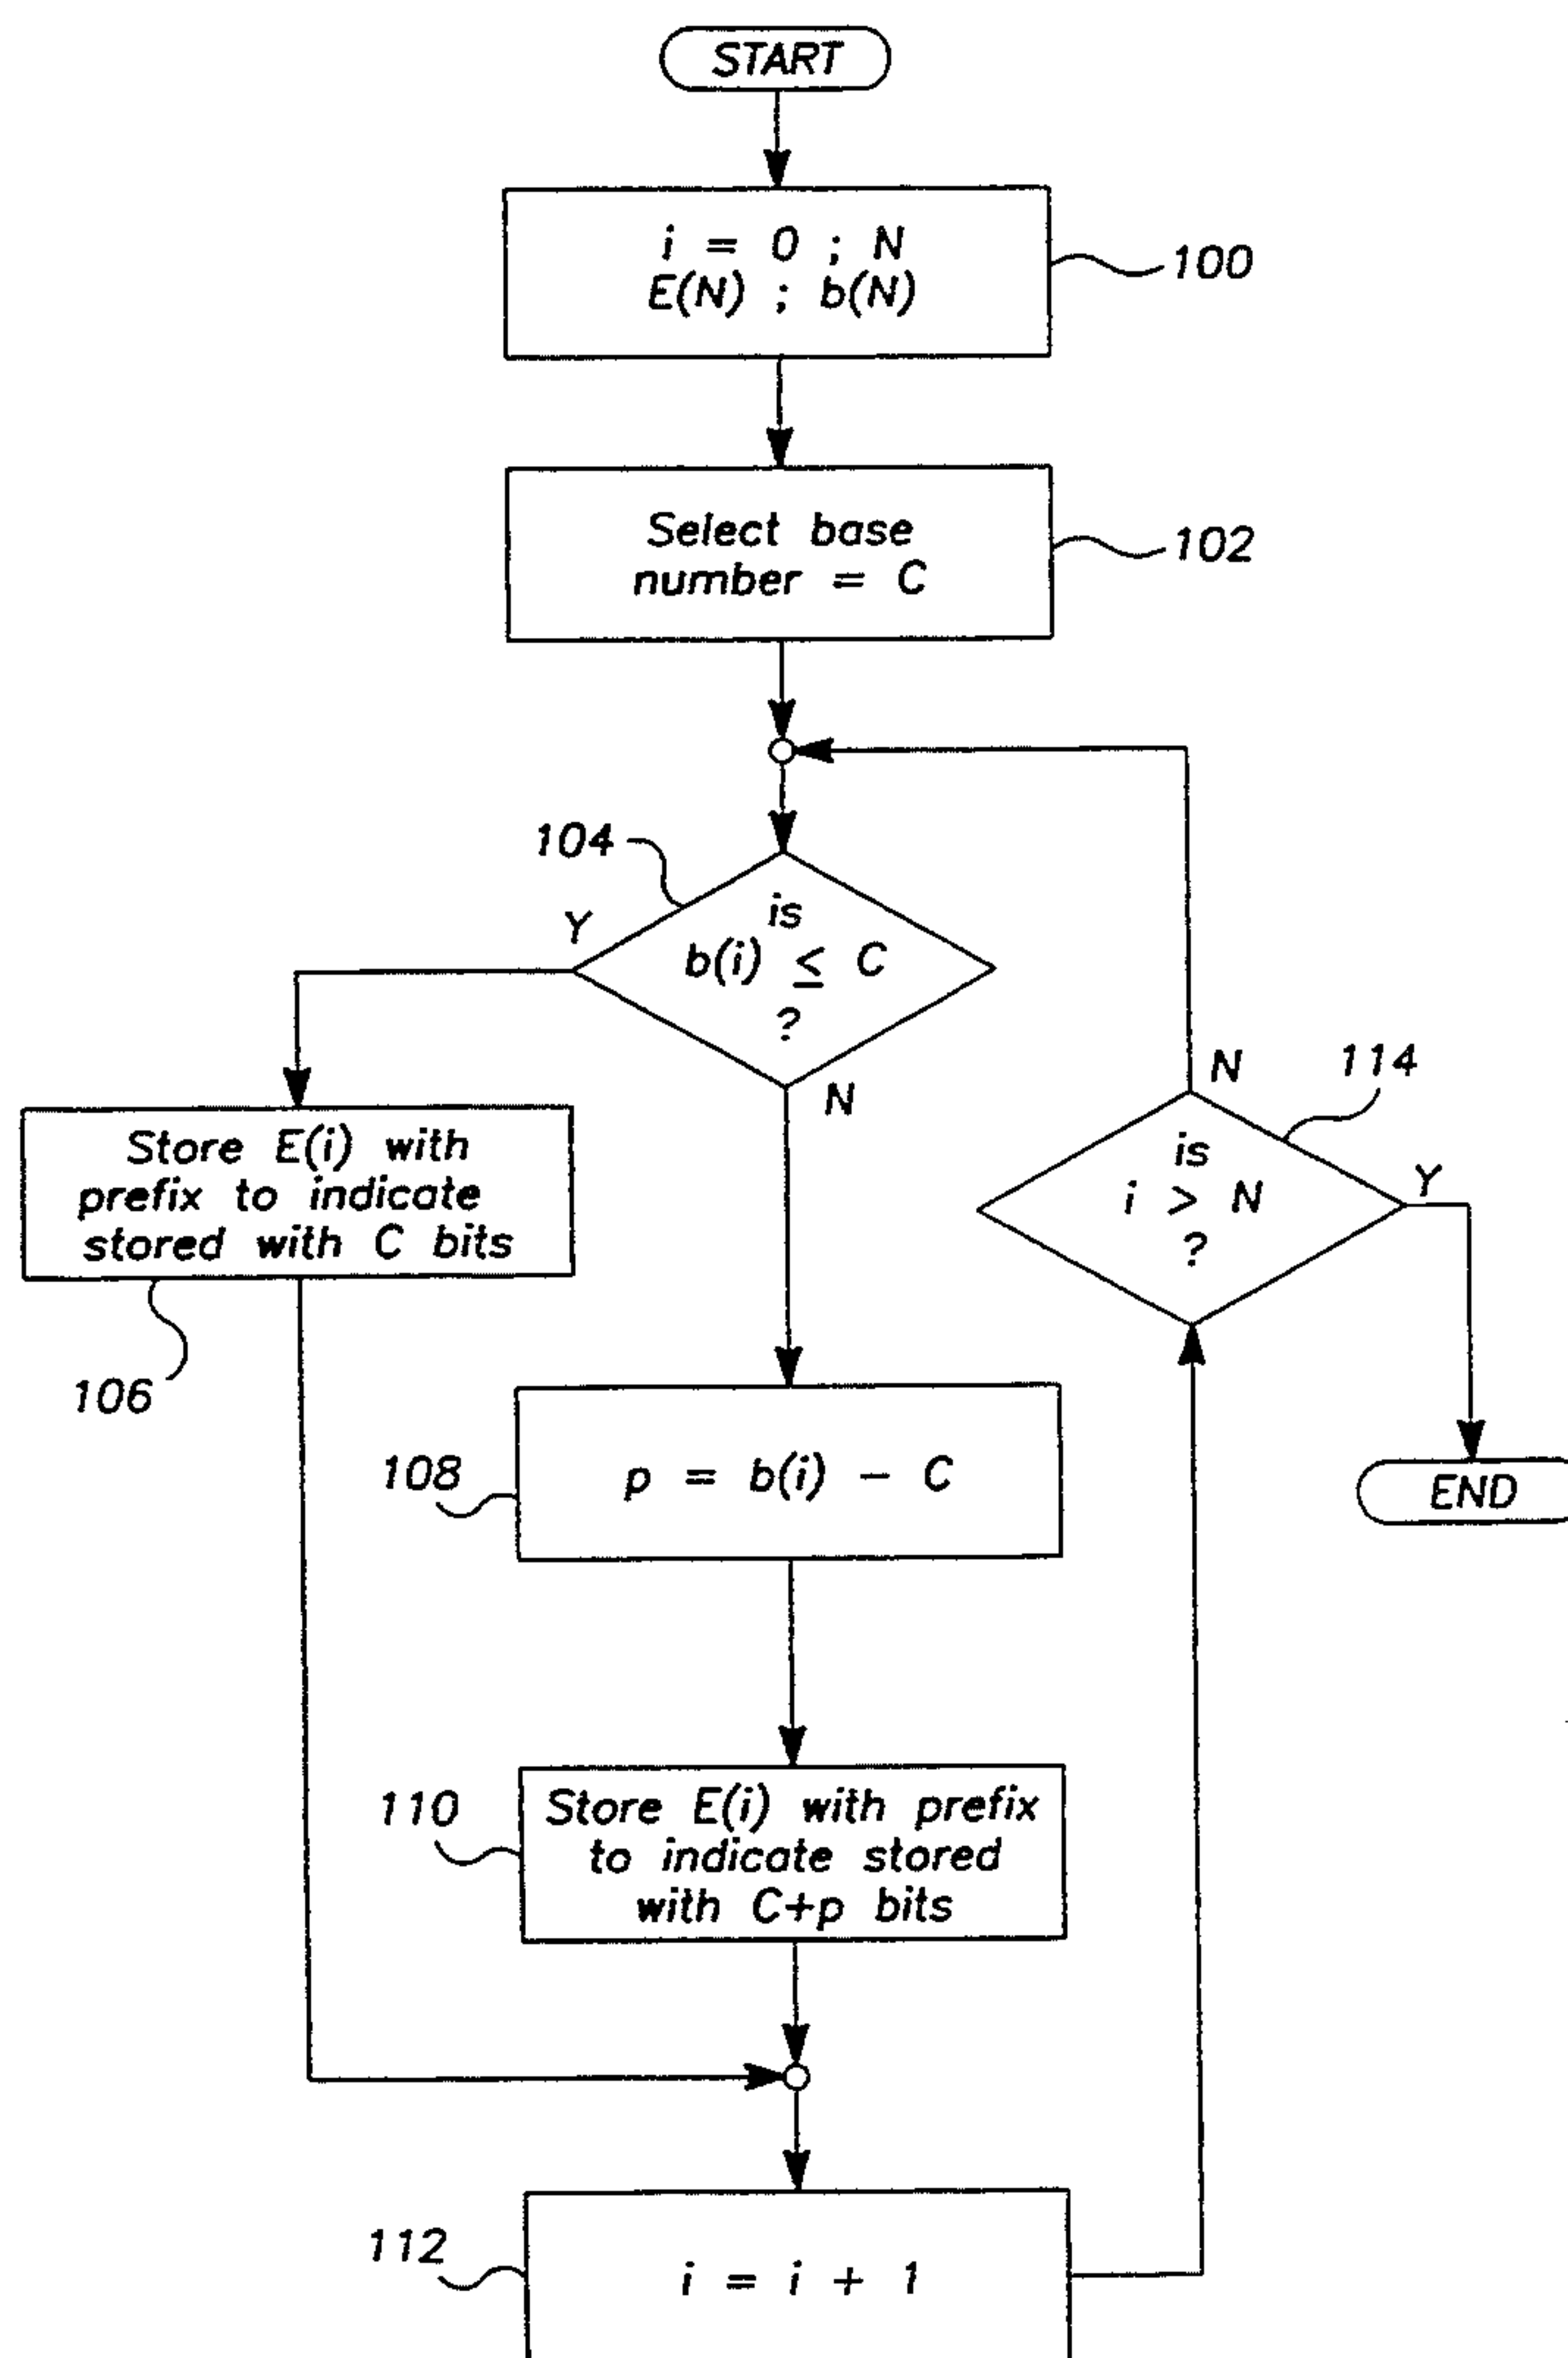 START
i = 0 ; N
E(N) ; b(N)
100
Select base
number = C
102
104
is
b(i) ≤ C
?
Y
N
Store E(i) with
prefix to indicate
stored with C bits
106
108
p = b(i) – C
110
Store E(i) with prefix
to indicate stored
with C+p bits
112
i = i + 1
114
is
i > N
?
N
Y
END